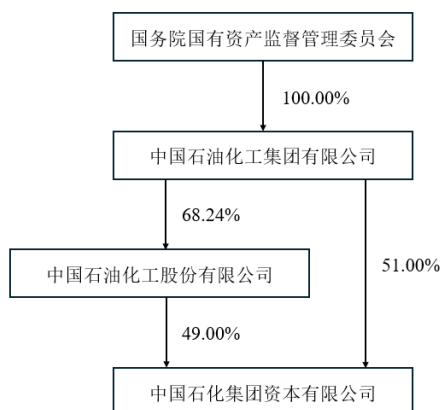 国务院国有资产监督管理委员会
100.00%
中国石油化工集团有限公司
68.24%
51.00%
中国石油化工股份有限公司
49.00%
中国石化集团资本有限公司